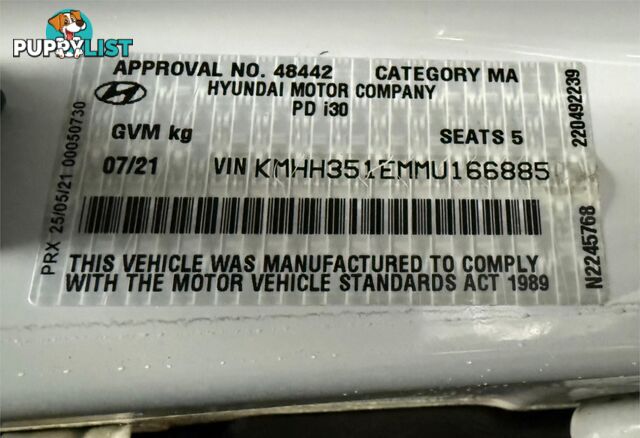 PUPPYLIST
APPROVAL NO. 48442 CATEGORY MA
HYUNDAI MOTOR COMPANY
PD i30
GVM kg SEATS 5
07/21 VIN KMHH351EMMU166885
THIS VEHICLE WAS MANUFACTURED TO COMPLY
WITH THE MOTOR VEHICLE STANDARDS ACT 1989
PRX 25/05/21 00050730
220492239
N2245768